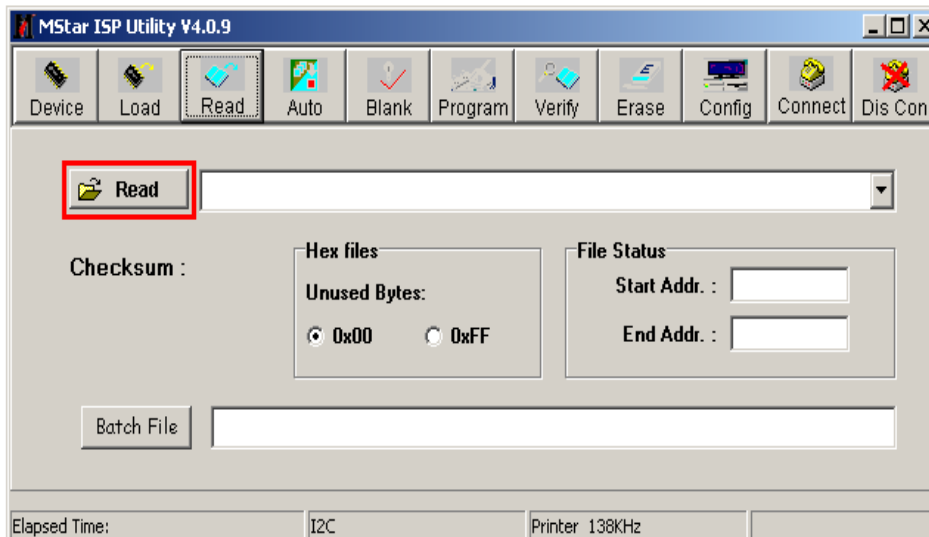 MStar ISP Utility V4.0.9
Device Load Read Auto Blank Program Verify Erase Config Connect Dis Con
Read
Checksum :
Hex files
Unused Bytes:
0x00 0xFF
File Status
Start Addr. :
End Addr. :
Batch File
Elapsed Time: I2C Printer 138KHz